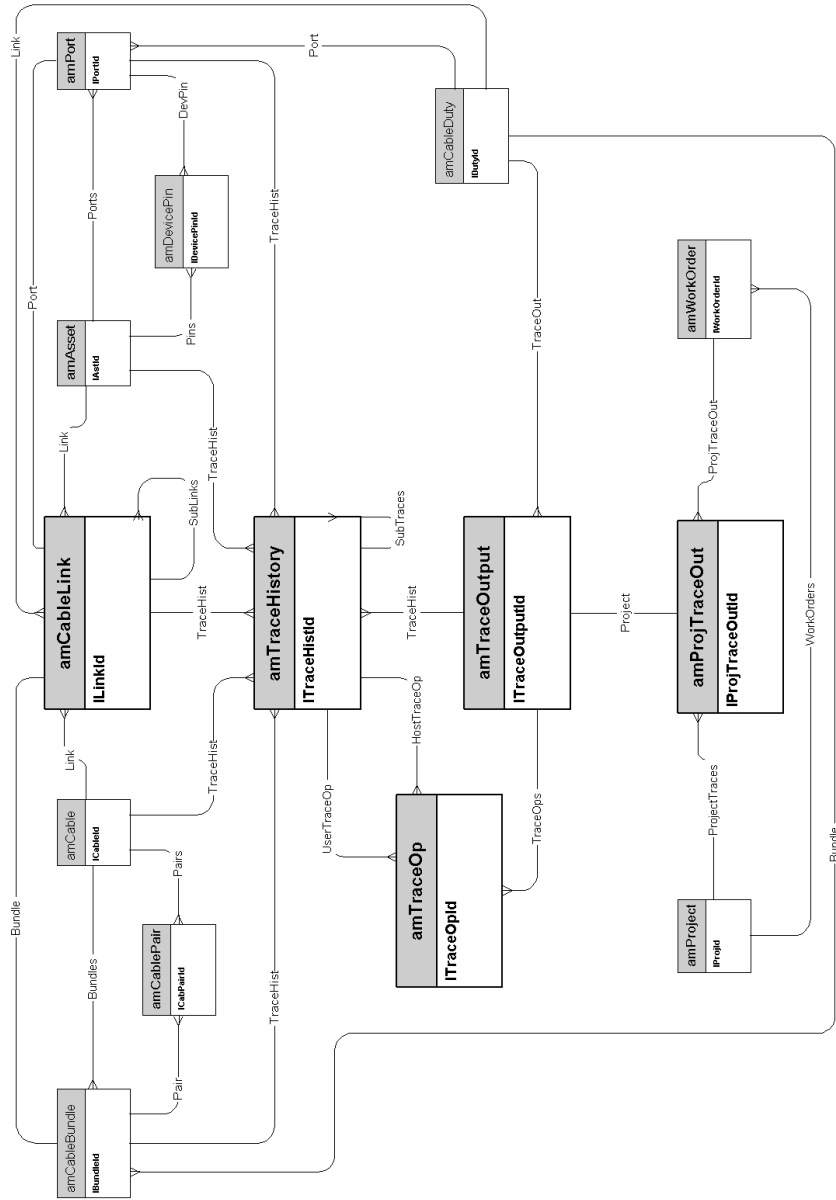 Bundle
Link
Port
amCableBundle
lBundleId
Bundles
amCable
lCableId
Link
amCableLink
lLinkId
Link
amAsset
lAstId
Ports
amPort
lPortId
Pair
amCablePair
lCabPairId
Pairs
SubLinks
Pins
amDevicePin
lDevicePinId
DevPin
TraceHist
TraceHist
TraceHist
TraceHist
TraceHist
amTraceHistory
lTraceHistId
TraceHist
Port
UserTraceOp
HostTraceOp
TraceHist
SubTraces
amTraceOp
lTraceOpId
amCableDuty
lDutyId
TraceOps
amTraceOutput
lTraceOutputId
TraceOut
Project
amProject
lProjId
ProjectTraces
amProjTraceOut
lProjTraceOutId
ProjTraceOut
amWorkOrder
lWorkOrderId
WorkOrders
Bundle